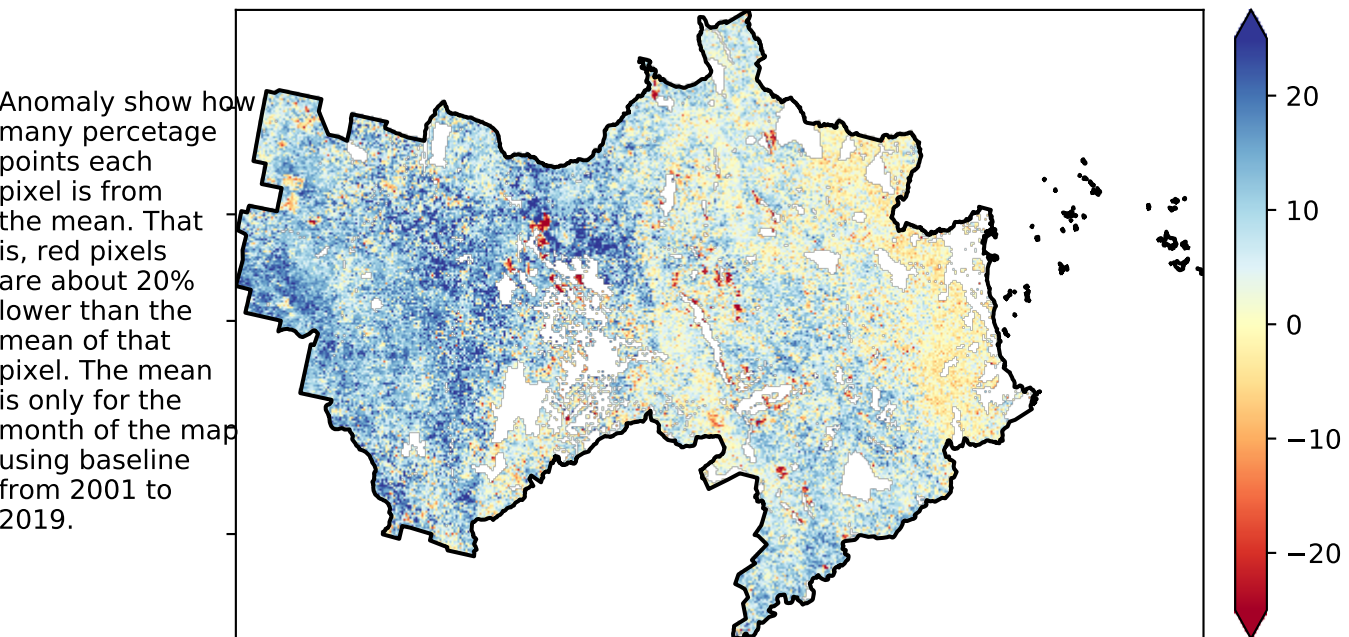 Anomaly show how
many percetage
points each
pixel is from
the mean. That
is, red pixels
are about 20%
lower than the
mean of that
pixel. The mean
is only for the
month of the map
using baseline
from 2001 to
2019.
20
10
0
−10
−20